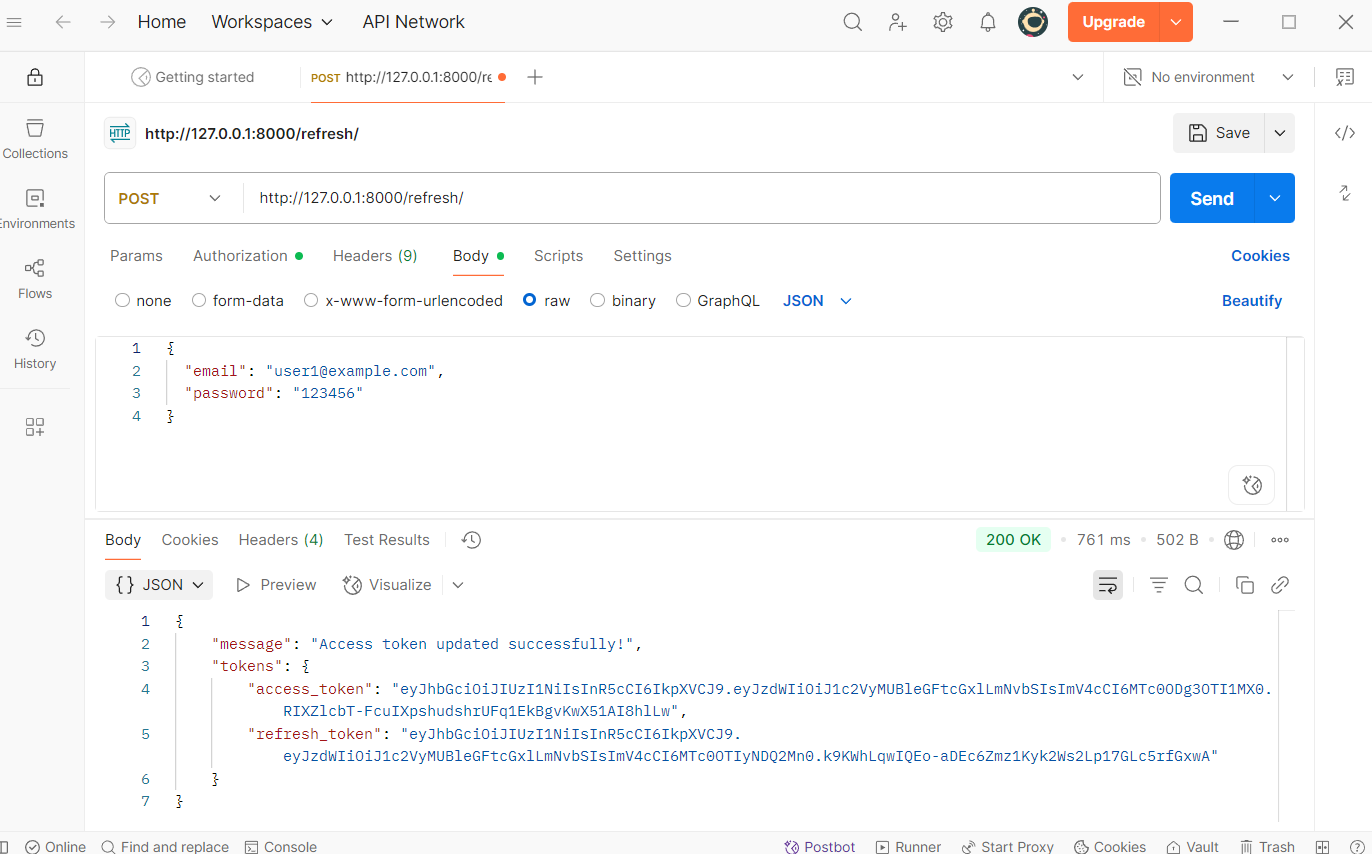 Home Workspaces API Network Upgrade
Getting started POST http://127.0.0.1:8000/re No environment
HTTP http://127.0.0.1:8000/refresh/ Save
Collections
POST http://127.0.0.1:8000/refresh/ Send
Environments
Params Authorization Headers (9) Body Scripts Settings Cookies
Flows
none form-data x-www-form-urlencoded raw binary GraphQL JSON Beautify
History
1 {
2 "email": "user1@example.com",
3 "password": "123456"
4 }
Body Cookies Headers (4) Test Results 200 OK 761 ms 502 B
{} JSON Preview Visualize
1 {
2 "message": "Access token updated successfully!",
3 "tokens": {
4 "access_token": "eyJhbGciOiJIUzI1NiIsInR5cCI6IkpXVCJ9.eyJzdWIiOiJ1c2VyMUBleGFtcGxlLmNvbSIsImV4cCI6MTc0ODg3OTI1MX0.
RIXZlcbT-FcuIXpshudshrUFq1EkBgvKwX51AI8hlLw",
5 "refresh_token": "eyJhbGciOiJIUzI1NiIsInR5cCI6IkpXVCJ9.
eyJzdWIiOiJ1c2VyMUBleGFtcGxlLmNvbSIsImV4cCI6MTc0OTIyNDQ2Mn0.k9KWhLqwIQEo-aDEc6Zmz1Kyk2Ws2Lp17GLc5rfGxwA"
6 }
7 }
Online Find and replace Console Postbot Runner Start Proxy Cookies Vault Trash